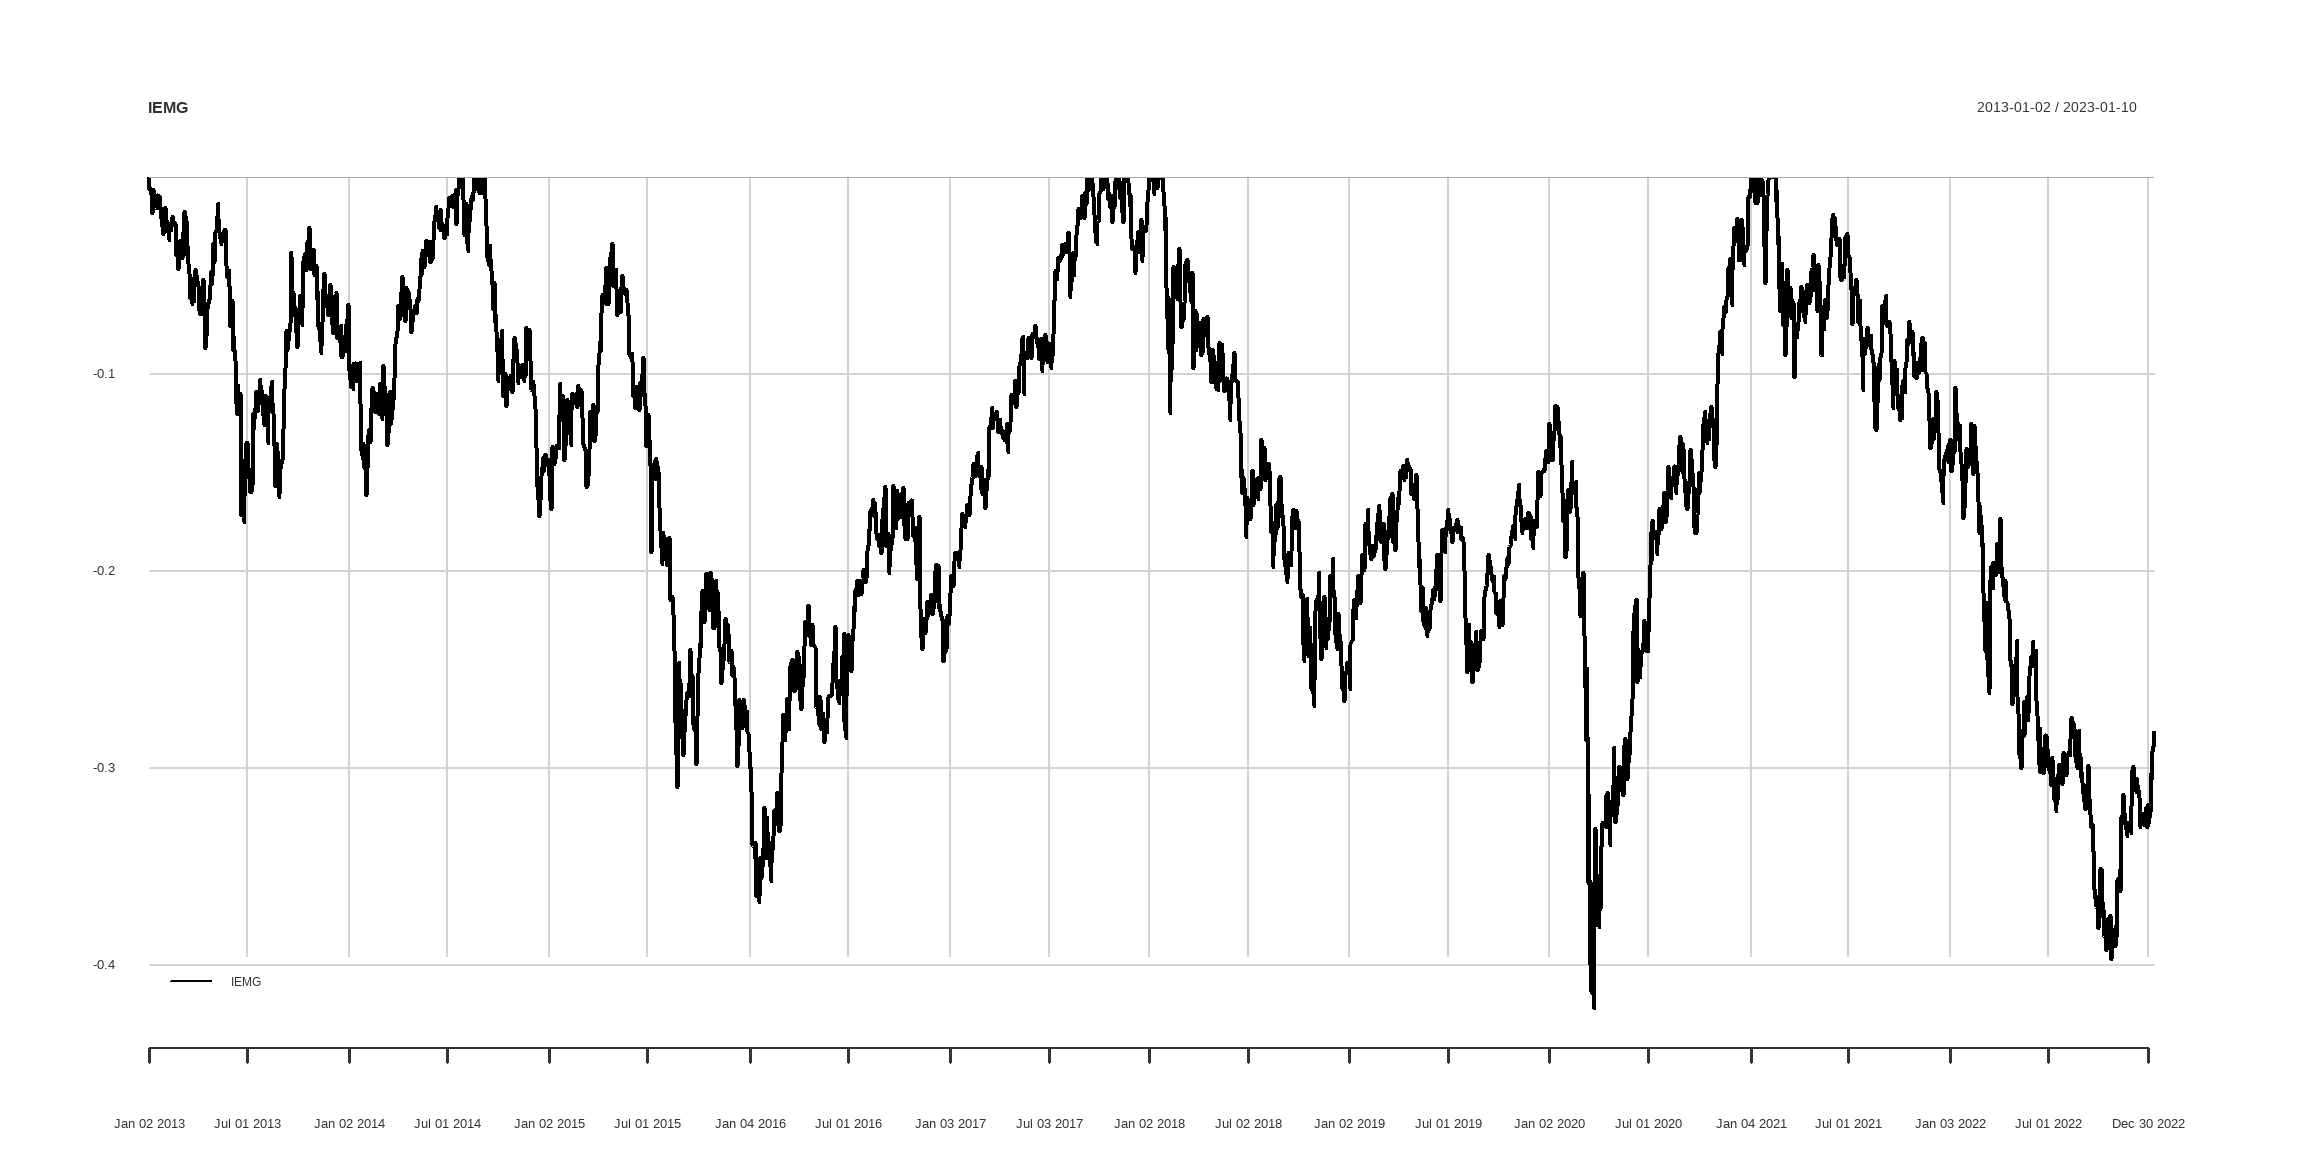 IEMG
2013-01-02 / 2023-01-10
-0.1
-0.2
-0.3
-0.4
IEMG
Jan 02 2013
Jul 01 2013
Jan 02 2014
Jul 01 2014
Jan 02 2015
Jul 01 2015
Jan 04 2016
Jul 01 2016
Jan 03 2017
Jul 03 2017
Jan 02 2018
Jul 02 2018
Jan 02 2019
Jul 01 2019
Jan 02 2020
Jul 01 2020
Jan 04 2021
Jul 01 2021
Jan 03 2022
Jul 01 2022
Dec 30 2022